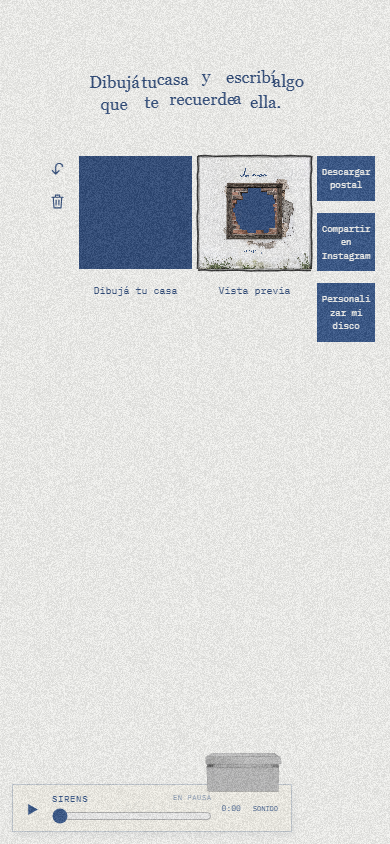 Dibujá tu casa y escribí algo
que te recuerde a ella.
Descargar
postal
Compartir
en
Instagram
Personali
zar mi
disco
Dibujá tu casa
Vista previa
SIRENS
EN PAUSA
0:00
SONIDO